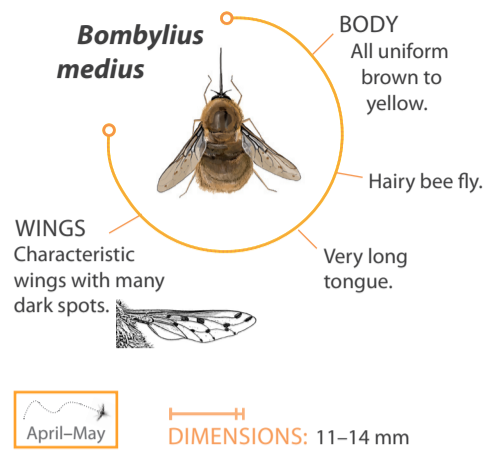 Bombylius
medius
BODY
All uniform
brown to
yellow.
Hairy bee fly.
Very long
tongue.
WINGS
Characteristic
wings with many
dark spots.
April–May
DIMENSIONS: 11–14 mm